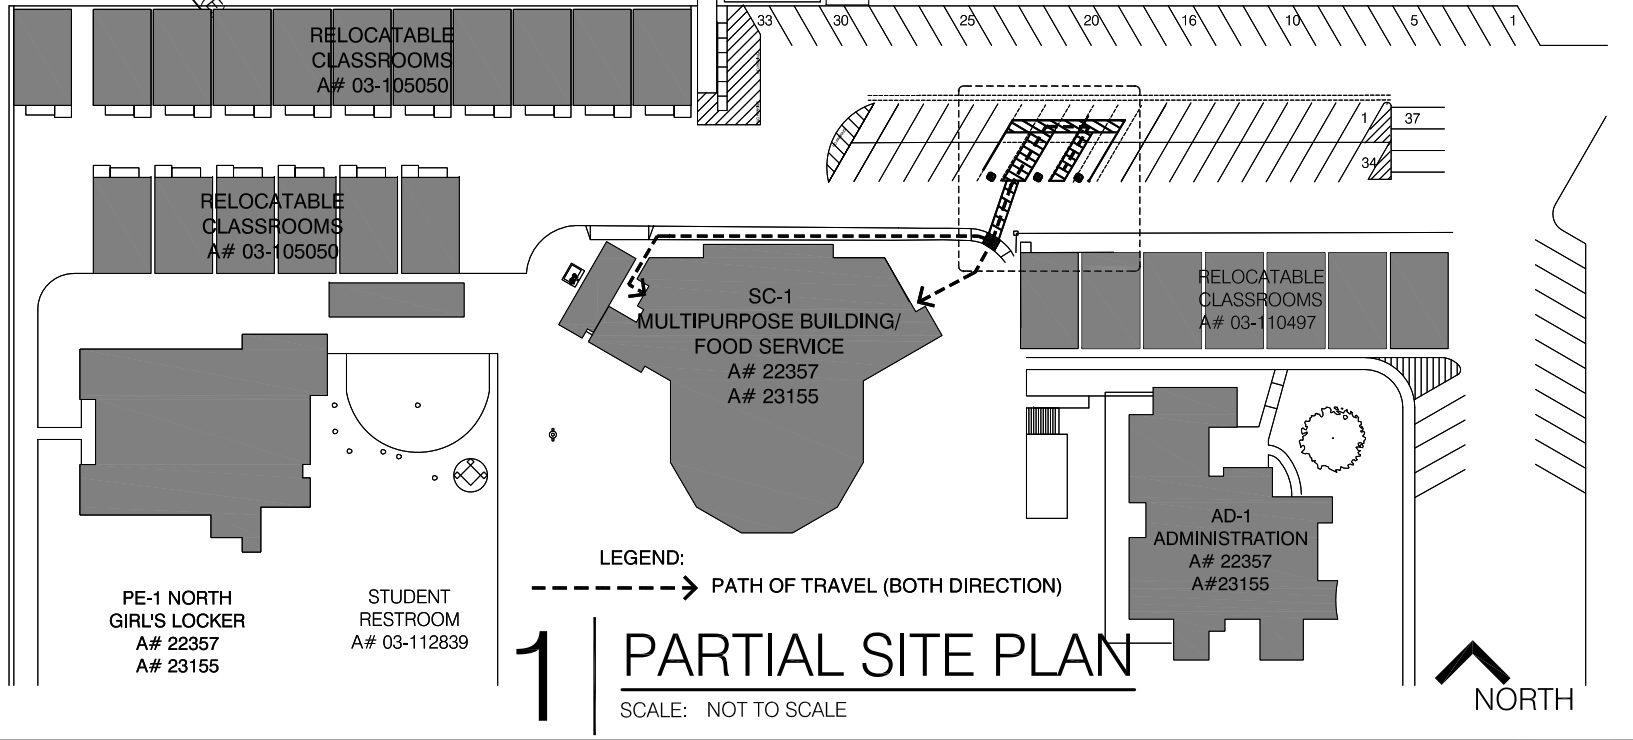 33 30 25 20 16 10 5 1
RELOCATABLE
CLASSROOMS
A# 03-105050
1 37
34
RELOCATABLE
CLASSROOMS
A# 03-105050
RELOCATABLE
CLASSROOMS
A# 03-110497
SC-1
MULTIPURPOSE BUILDING/
FOOD SERVICE
A# 22357
A# 23155
AD-1
ADMINISTRATION
A# 22357
A#23155
PE-1 NORTH
GIRL'S LOCKER
A# 22357
A# 23155
STUDENT
RESTROOM
A# 03-112839
LEGEND:
PATH OF TRAVEL (BOTH DIRECTION)
1 PARTIAL SITE PLAN
SCALE: NOT TO SCALE
NORTH